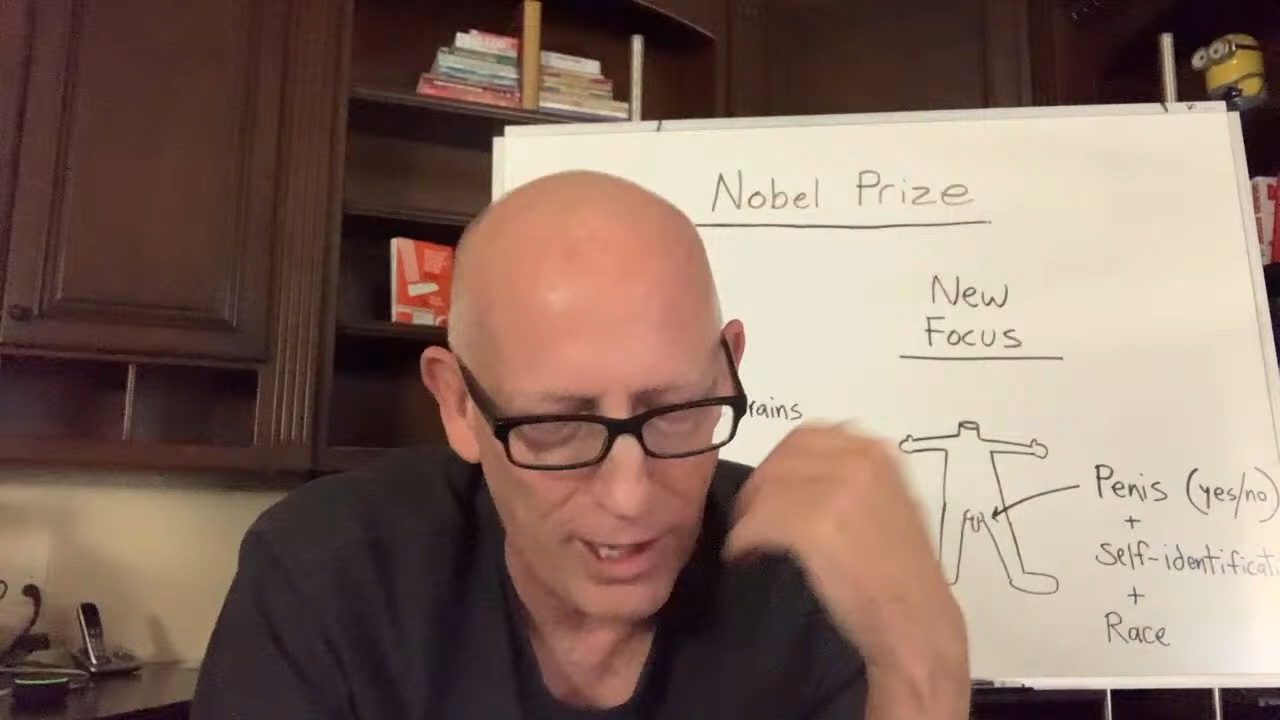 Nobel Prize
New
Focus
rains
Penis (yes/no)
+
Self-identificati
+
Race